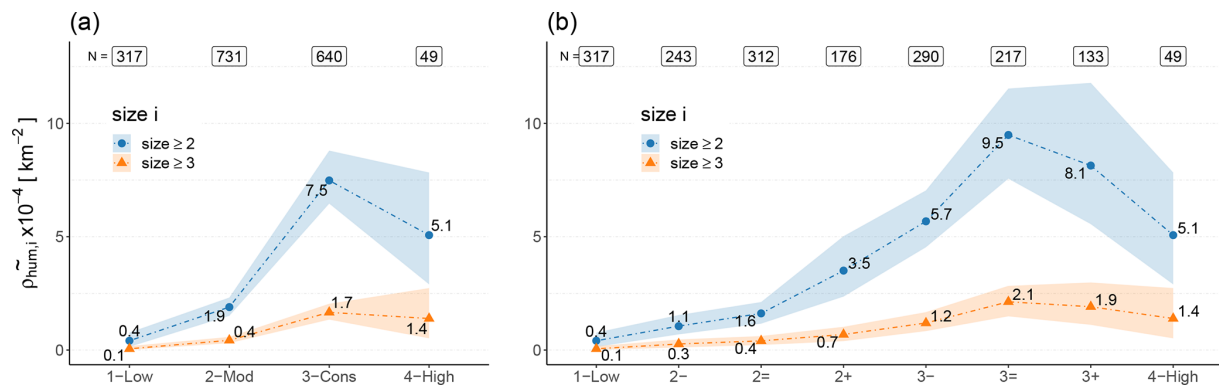 (a)
N = 317 731 640 49
size i
size ≥ 2
size ≥ 3
10
5
0
ρ̃hum,i x10⁻⁴ [ km⁻² ]
0.4 1.9 7.5 5.1
0.1 0.4 1.7 1.4
1−Low 2−Mod 3−Cons 4−High
(b)
N = 317 243 312 176 290 217 133 49
size i
size ≥ 2
size ≥ 3
10
5
0
0.4 1.1 1.6 3.5 5.7 9.5 8.1 5.1
0.1 0.3 0.4 0.7 1.2 2.1 1.9 1.4
1−Low 2− 2= 2+ 3− 3= 3+ 4−High